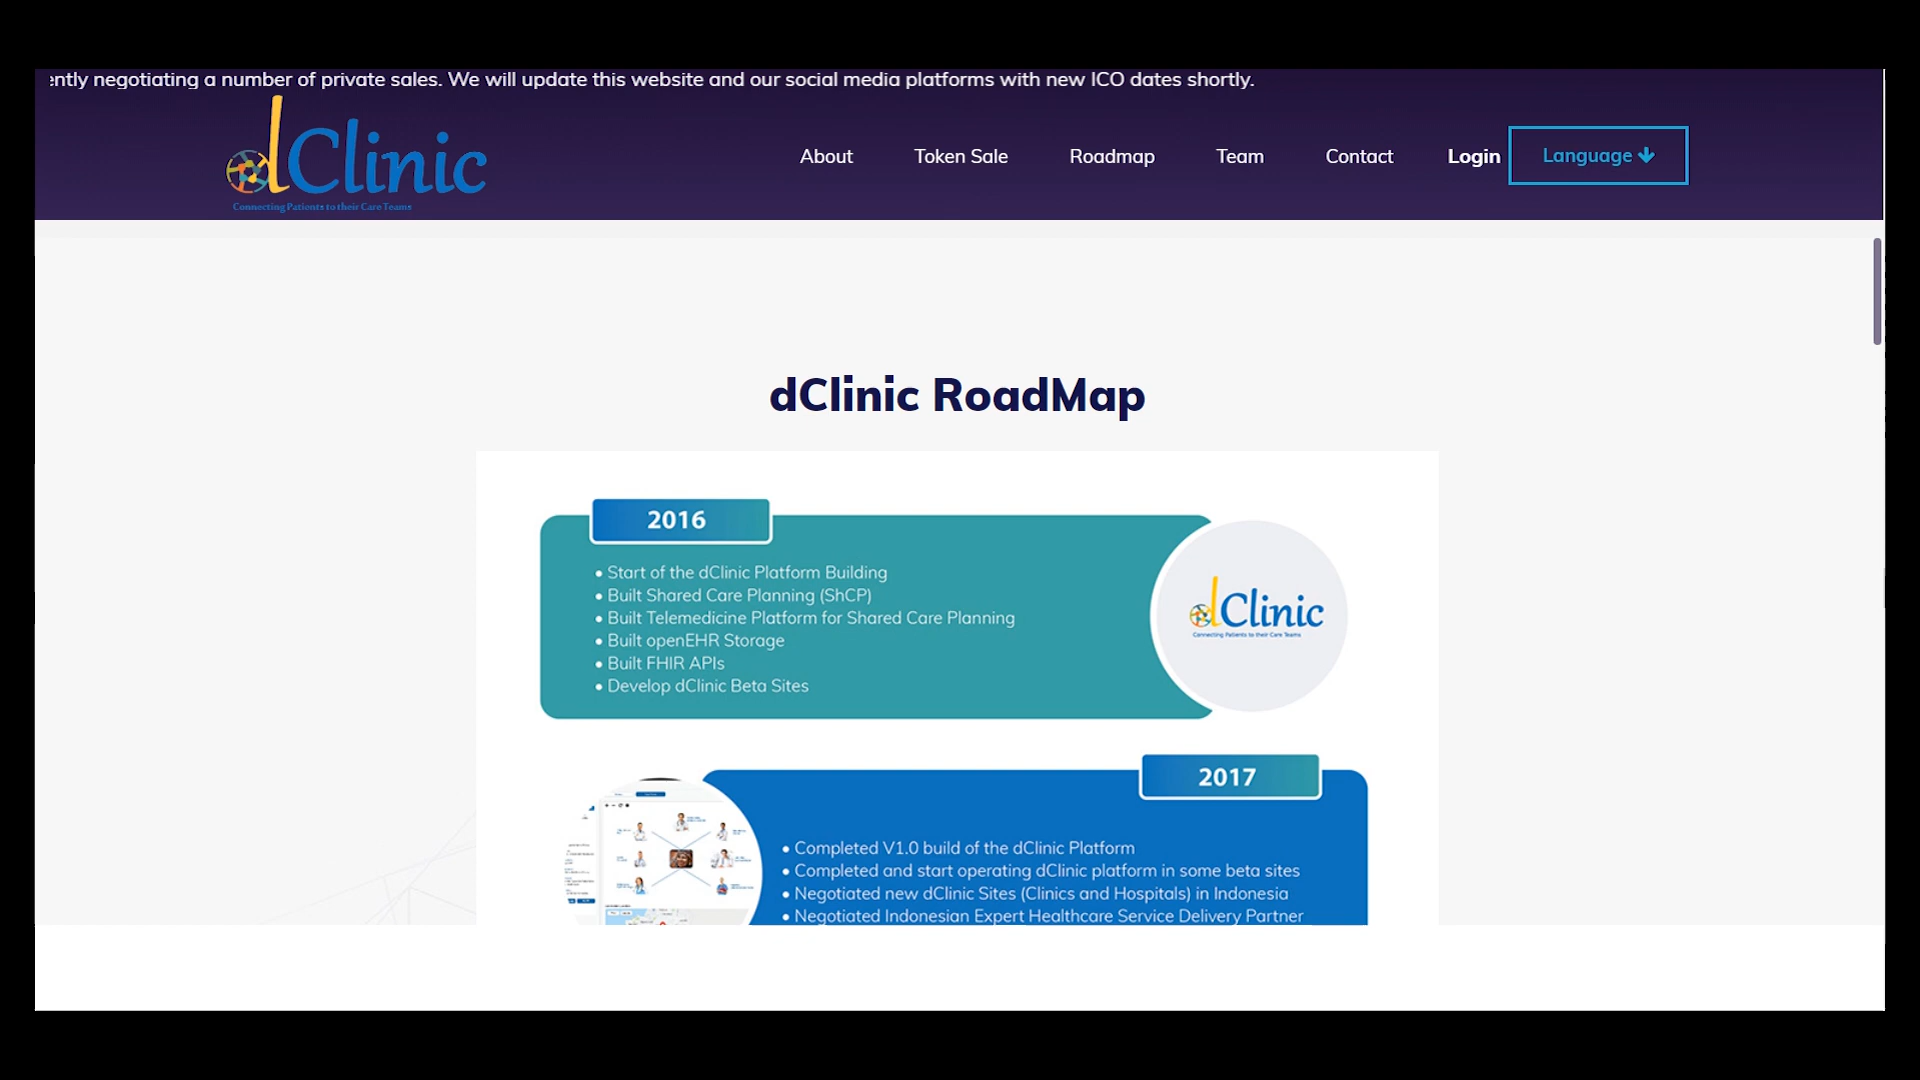 ently negotiating a number of private sales. We will update this website and our social media platforms with new ICO dates shortly.
dClinic
Connecting Patients to their Care Teams
About
Token Sale
Roadmap
Team
Contact
Login
Language
dClinic RoadMap
2016
• Start of the dClinic Platform Building
• Built Shared Care Planning (ShCP)
• Built Telemedicine Platform for Shared Care Planning
• Built openEHR Storage
• Built FHIR APIs
• Develop dClinic Beta Sites
dClinic
Connecting Patients to their Care Teams
2017
• Completed V1.0 build of the dClinic Platform
• Completed and start operating dClinic platform in some beta sites
• Negotiated new dClinic Sites (Clinics and Hospitals) in Indonesia
• Negotiated Indonesian Expert Healthcare Service Delivery Partner